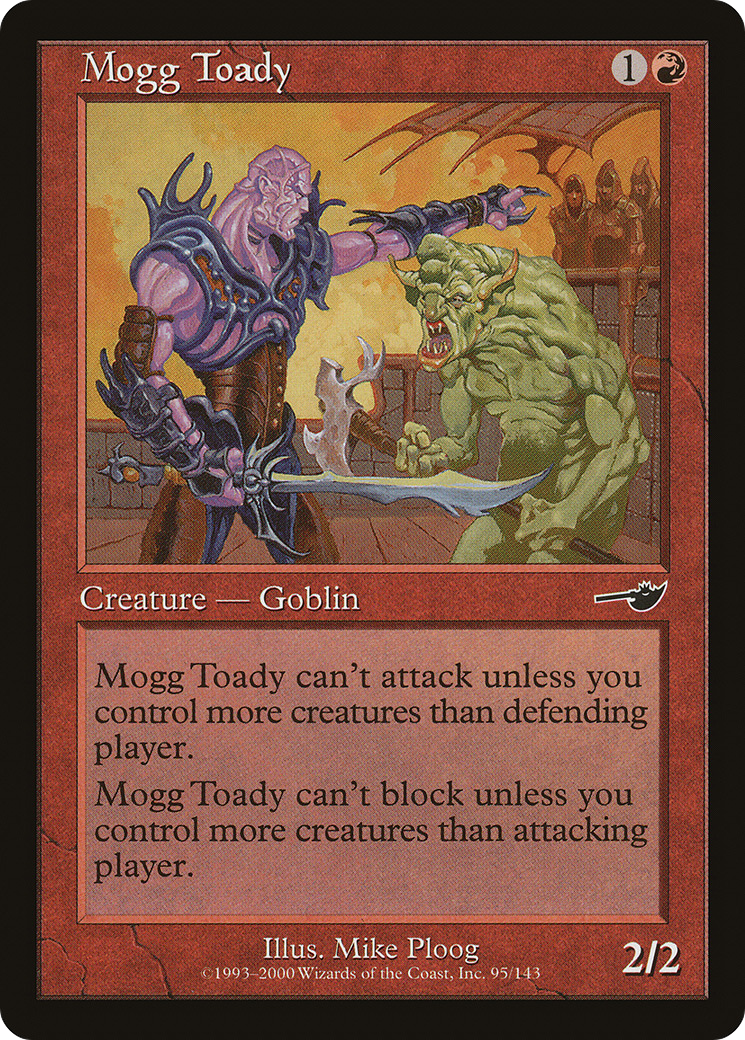 Mogg Toady 1
Creature — Goblin
Mogg Toady can't attack unless you
control more creatures than defending
player.
Mogg Toady can't block unless you
control more creatures than attacking
player.
Illus. Mike Ploog
©1993–2000 Wizards of the Coast, Inc. 95/143
2/2